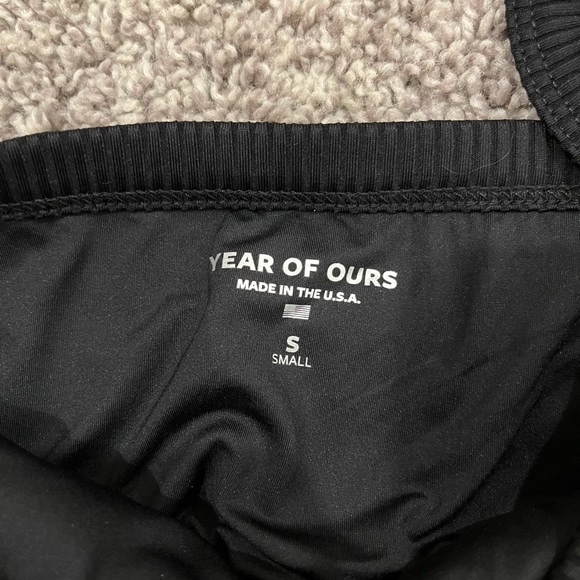 YEAR OF OURS
MADE IN THE U.S.A.
S
SMALL